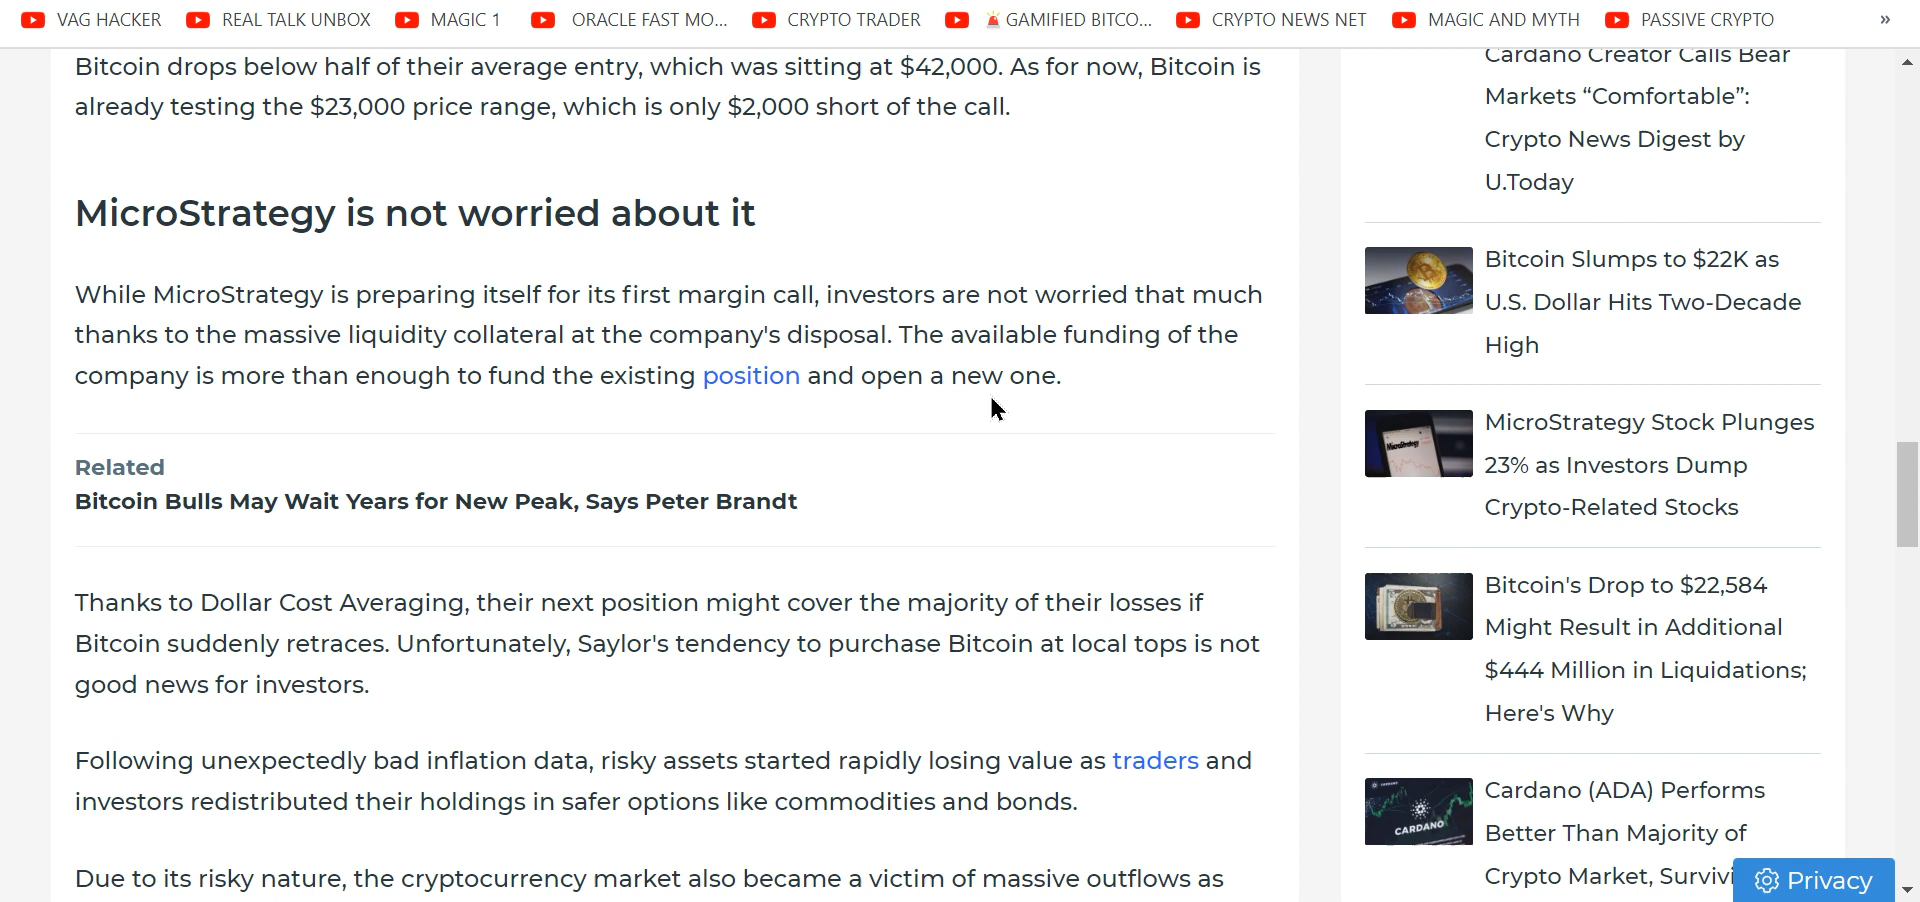 VAG HACKER
REAL TALK UNBOX
MAGIC 1
ORACLE FAST MO...
CRYPTO TRADER
GAMIFIED BITCO...
CRYPTO NEWS NET
MAGIC AND MYTH
PASSIVE CRYPTO
»
Bitcoin drops below half of their average entry, which was sitting at $42,000. As for now, Bitcoin is
already testing the $23,000 price range, which is only $2,000 short of the call.
MicroStrategy is not worried about it
While MicroStrategy is preparing itself for its first margin call, investors are not worried that much
thanks to the massive liquidity collateral at the company's disposal. The available funding of the
company is more than enough to fund the existing position and open a new one.
Related
Bitcoin Bulls May Wait Years for New Peak, Says Peter Brandt
Thanks to Dollar Cost Averaging, their next position might cover the majority of their losses if
Bitcoin suddenly retraces. Unfortunately, Saylor's tendency to purchase Bitcoin at local tops is not
good news for investors.
Following unexpectedly bad inflation data, risky assets started rapidly losing value as traders and
investors redistributed their holdings in safer options like commodities and bonds.
Due to its risky nature, the cryptocurrency market also became a victim of massive outflows as
Cardano Creator Calls Bear
Markets “Comfortable”:
Crypto News Digest by
U.Today
Bitcoin Slumps to $22K as
U.S. Dollar Hits Two-Decade
High
MicroStrategy
MicroStrategy Stock Plunges
23% as Investors Dump
Crypto-Related Stocks
Bitcoin's Drop to $22,584
Might Result in Additional
$444 Million in Liquidations;
Here's Why
CARDANO
Cardano (ADA) Performs
Better Than Majority of
Crypto Market, Survivi
Privacy